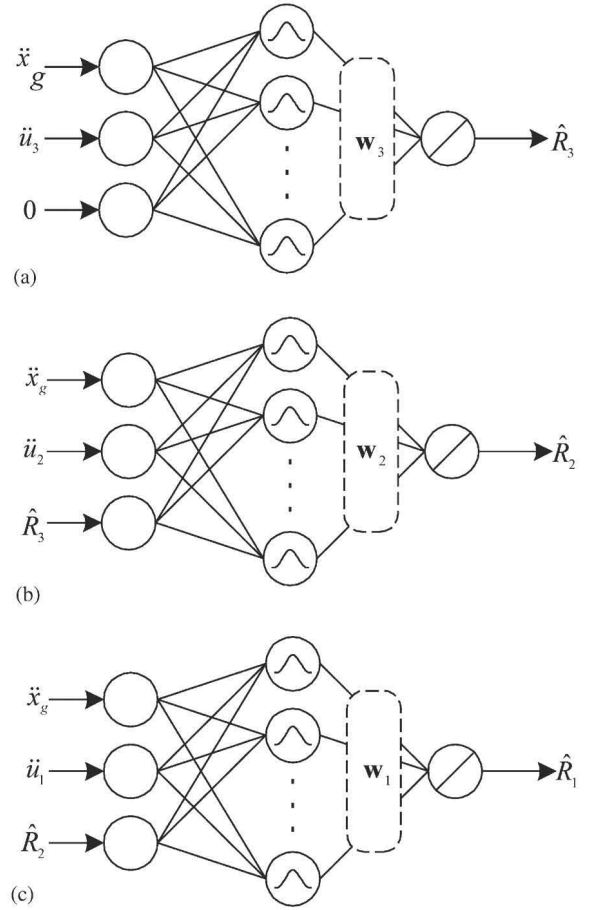 ẍg
ü3 w3 R̂3
0
(a)
ẍg
ü2 w2 R̂2
R̂3
(b)
ẍg
ü1 w1 R̂1
R̂2
(c)